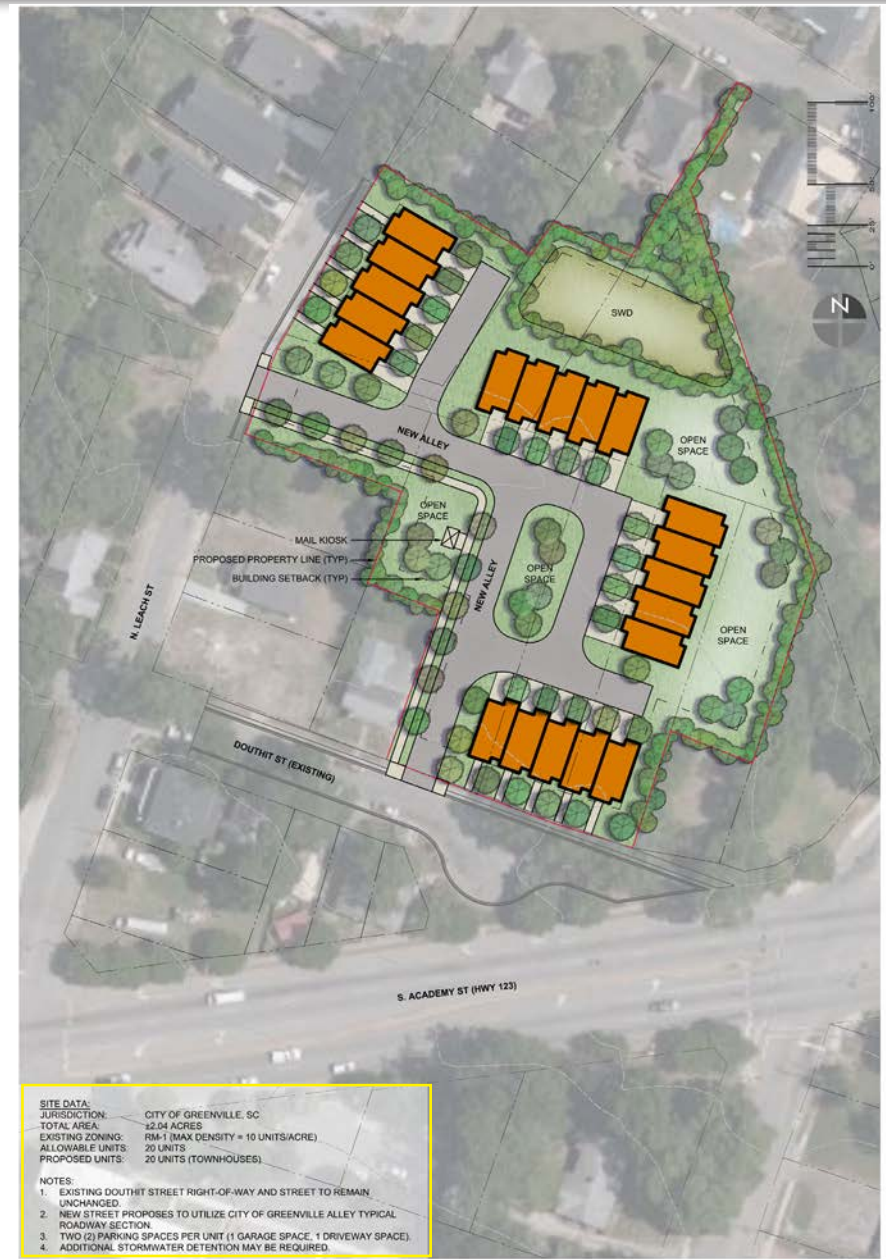 100'
50'
25'
0'
N
SWD
NEW ALLEY
OPEN
SPACE
OPEN
SPACE
MAIL KIOSK
PROPOSED PROPERTY LINE (TYP)
BUILDING SETBACK (TYP)
NEW ALLEY
OPEN
SPACE
N. LEACH ST
OPEN
SPACE
DOUTHIT ST (EXISTING)
S. ACADEMY ST (HWY 123)
SITE DATA:
JURISDICTION: CITY OF GREENVILLE, SC
TOTAL AREA: ±2.04 ACRES
EXISTING ZONING: RM-1 (MAX DENSITY = 10 UNITS/ACRE)
ALLOWABLE UNITS: 20 UNITS
PROPOSED UNITS: 20 UNITS (TOWNHOUSES)
NOTES:
1. EXISTING DOUTHIT STREET RIGHT-OF-WAY AND STREET TO REMAIN
UNCHANGED.
2. NEW STREET PROPOSES TO UTILIZE CITY OF GREENVILLE ALLEY TYPICAL
ROADWAY SECTION.
3. TWO (2) PARKING SPACES PER UNIT (1 GARAGE SPACE, 1 DRIVEWAY SPACE).
4. ADDITIONAL STORMWATER DETENTION MAY BE REQUIRED.